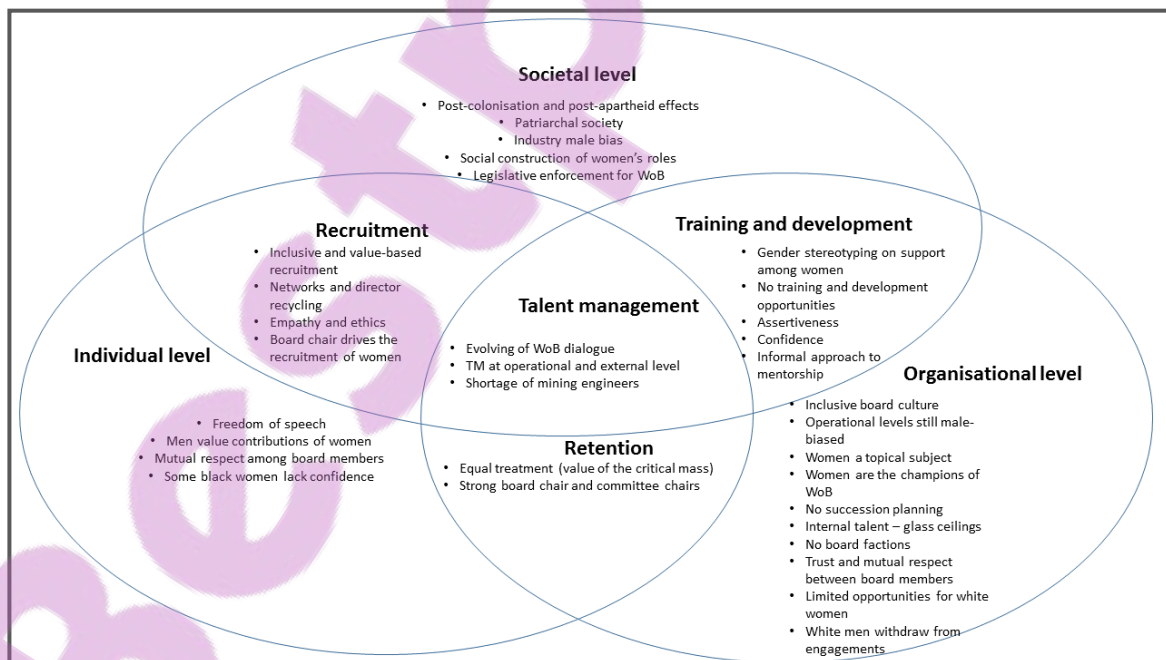 Societal level
• Post-colonisation and post-apartheid effects
• Patriarchal society
• Industry male bias
• Social construction of women's roles
• Legislative enforcement for WoB
Recruitment
• Inclusive and value-based
recruitment
• Networks and director
recycling
• Empathy and ethics
• Board chair drives the
recruitment of women
Training and development
• Gender stereotyping on support
among women
• No training and development
opportunities
• Assertiveness
• Confidence
• Informal approach to
mentorship
Talent management
• Evolving of WoB dialogue
• TM at operational and external level
• Shortage of mining engineers
Individual level
• Freedom of speech
• Men value contributions of women
• Mutual respect among board members
• Some black women lack confidence
Retention
• Equal treatment (value of the critical mass)
• Strong board chair and committee chairs
Organisational level
• Inclusive board culture
• Operational levels still male-
biased
• Women a topical subject
• Women are the champions of
WoB
• No succession planning
• Internal talent – glass ceilings
• No board factions
• Trust and mutual respect
between board members
• Limited opportunities for white
women
• White men withdraw from
engagements
Bestp